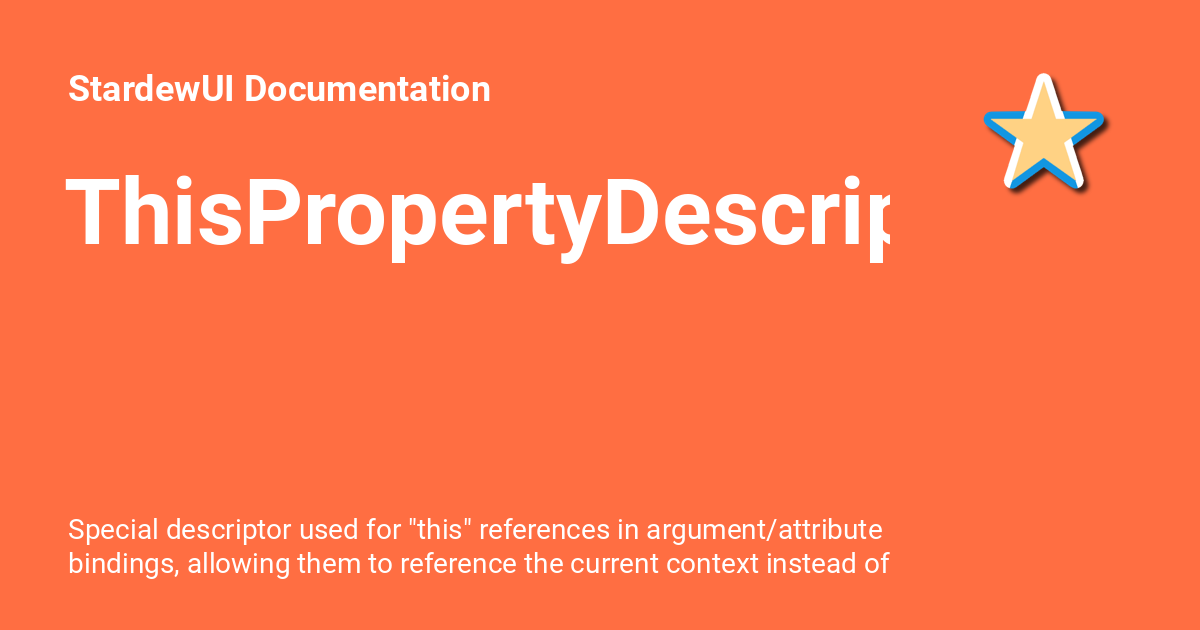 StardewUI Documentation
ThisPropertyDescrip
Special descriptor used for "this" references in argument/attribute
bindings, allowing them to reference the current context instead of